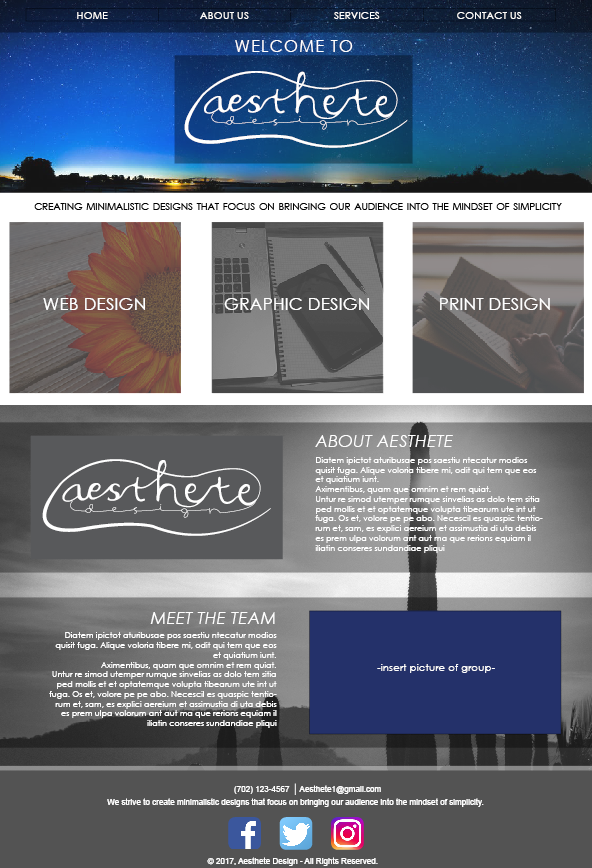 HOME ABOUT US SERVICES CONTACT US
WELCOME TO
aesthete
design
CREATING MINIMALISTIC DESIGNS THAT FOCUS ON BRINGING OUR AUDIENCE INTO THE MINDSET OF SIMPLICITY
WEB DESIGN
GRAPHIC DESIGN
PRINT DESIGN
aesthete
design
ABOUT AESTHETE
Diatem ipictot aturibusae pos saestiu ntecatur modios
quisit fuga. Alique voloria tibere mi, odit qui tem que eos
et quiatium iunt.
Aximentibus, quam que omnim et rem quiat.
Untur re simod utemper rumque sinvelias as dolo tem sitia
ped mollis et et optatemque volupta tibearum ute int ut
fuga. Os et, volore pe pe abo. Necescil es quaspic tentio-
rum et, sam, es explici aereium et assimustia di uta debis
es prem ulpa volorum ant aut ma que rerios equiam il
iliatin conseres sundandiae pliqui
MEET THE TEAM
Diatem ipictot aturibusae pos saestiu ntecatur modios
quisit fuga. Alique voloria tibere mi, odit qui tem que eos
et quiatium iunt.
Aximentibus, quam que omnim et rem quiat.
Untur re simod utemper rumque sinvelias as dolo tem sitia
ped mollis et et optatemque volupta tibearum ute int ut
fuga. Os et, volore pe pe abo. Necescil es quaspic tentio-
rum et, sam, es explici aereium et assimustia di uta debis
es prem ulpa volorum ant aut ma que rerios equiam il
iliatin conseres sundandiae pliqui
-insert picture of group-
(702) 123-4567 | Aesthete1@gmail.com
We strive to create minimalistic designs that focus on bringing our audience into the mindset of simplicity.
© 2017, Aesthete Design - All Rights Reserved.